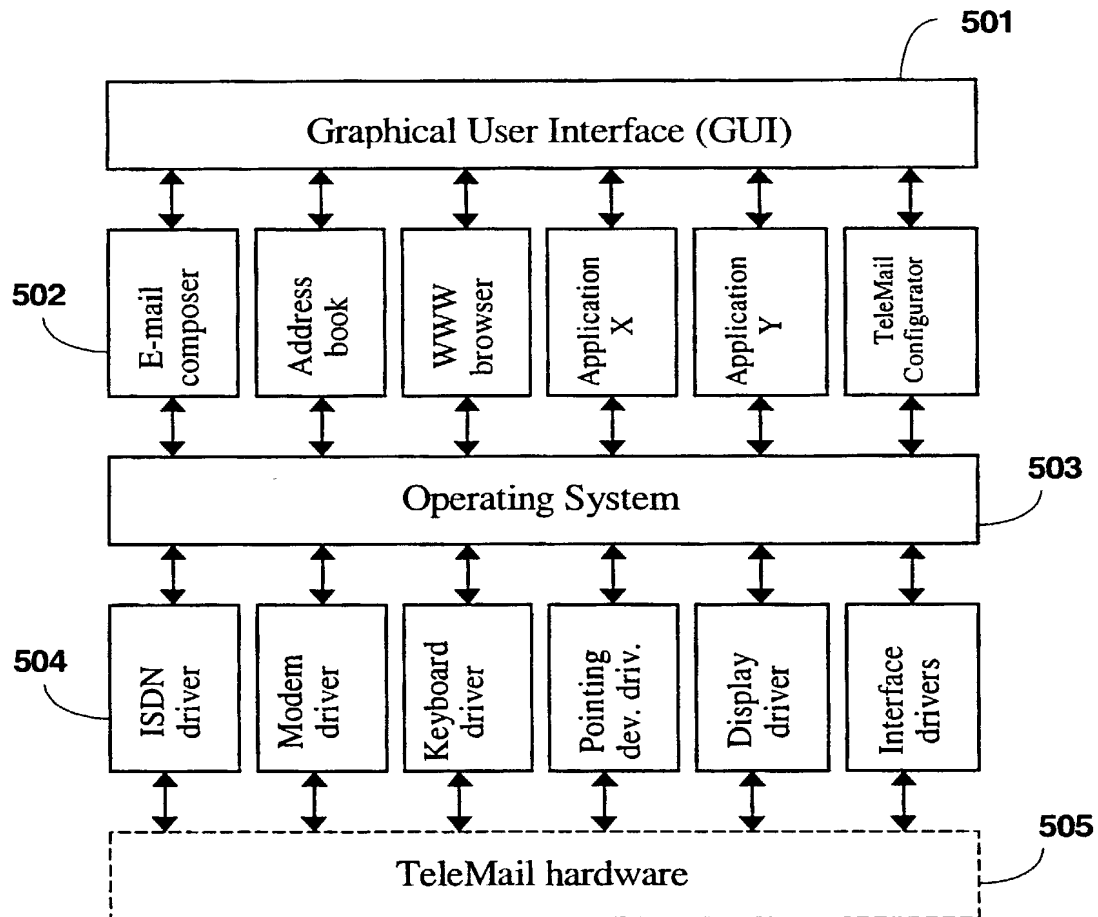 501
Graphical User Interface (GUI)
502
E-mail
composer
Address
book
WWW
browser
Application
X
Application
Y
TeleMail
Configurator
Operating System
503
504
ISDN
driver
Modem
driver
Keyboard
driver
Pointing
dev. driv.
Display
driver
Interface
drivers
505
TeleMail hardware